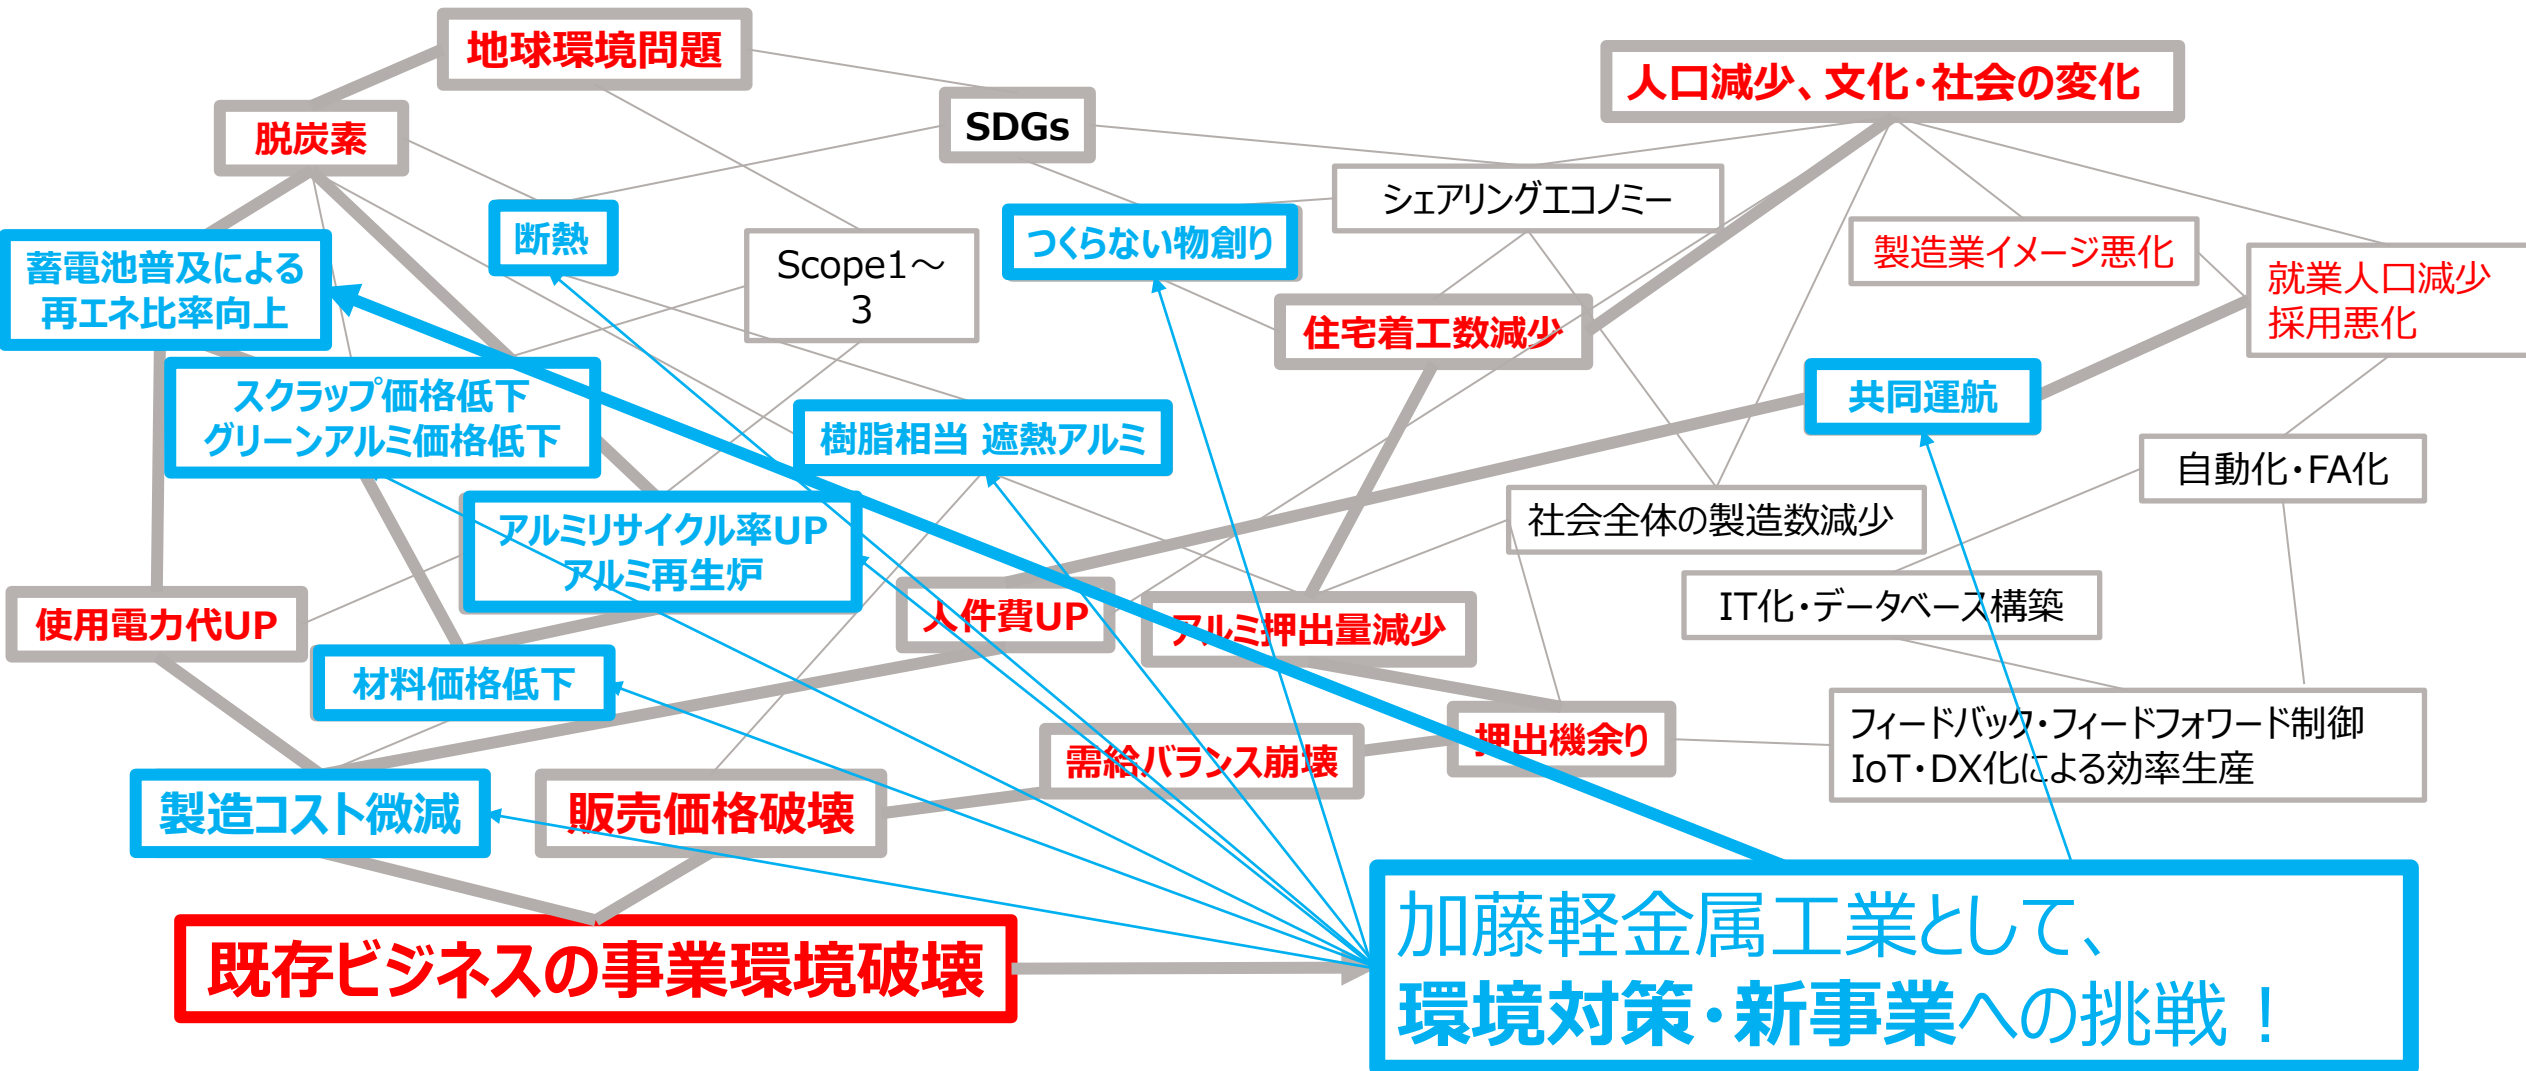 地球環境問題
人口減少、文化・社会の変化
SDGs
脱炭素
シェアリングエコノミー
断熱
つくらない物創り
製造業イメージ悪化
蓄電池普及による
再エネ比率向上
Scope1～
3
就業人口減少
採用悪化
住宅着工数減少
スクラップ価格低下
グリーンアルミ価格低下
共同運航
樹脂相当 遮熱アルミ
自動化・FA化
アルミリサイクル率UP
アルミ再生炉
社会全体の製造数減少
使用電力代UP
人件費UP
アルミ押出量減少
IT化・データベース構築
材料価格低下
需給バランス崩壊
押出機余り
フィードバック・フィードフォワード制御
IoT・DX化による効率生産
製造コスト微減
販売価格破壊
既存ビジネスの事業環境破壊
加藤軽金属工業として、
環境対策・新事業への挑戦！